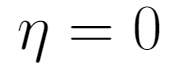 η = 0